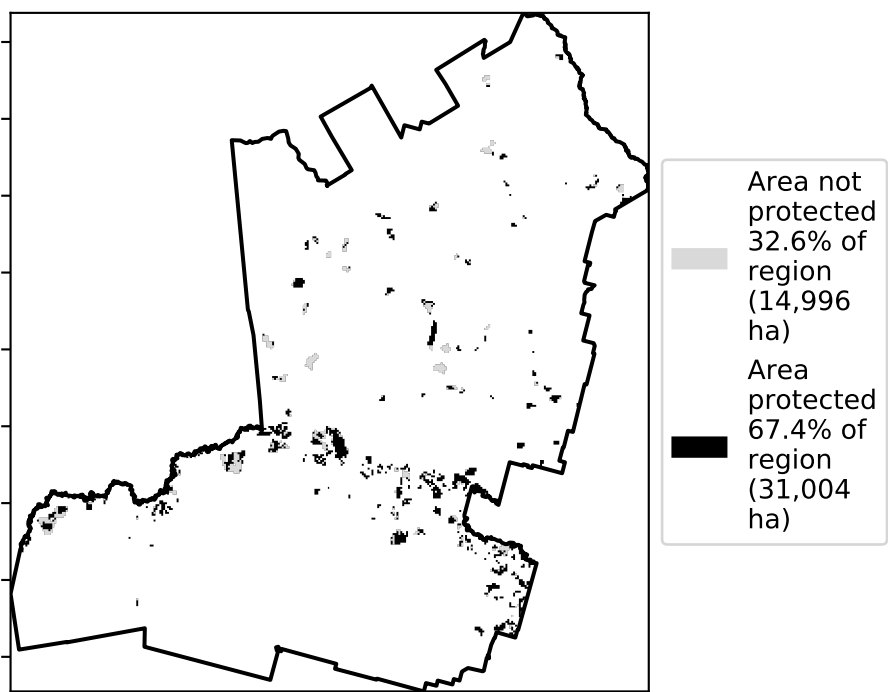 Area not
protected
32.6% of
region
(14,996
ha)
Area
protected
67.4% of
region
(31,004
ha)